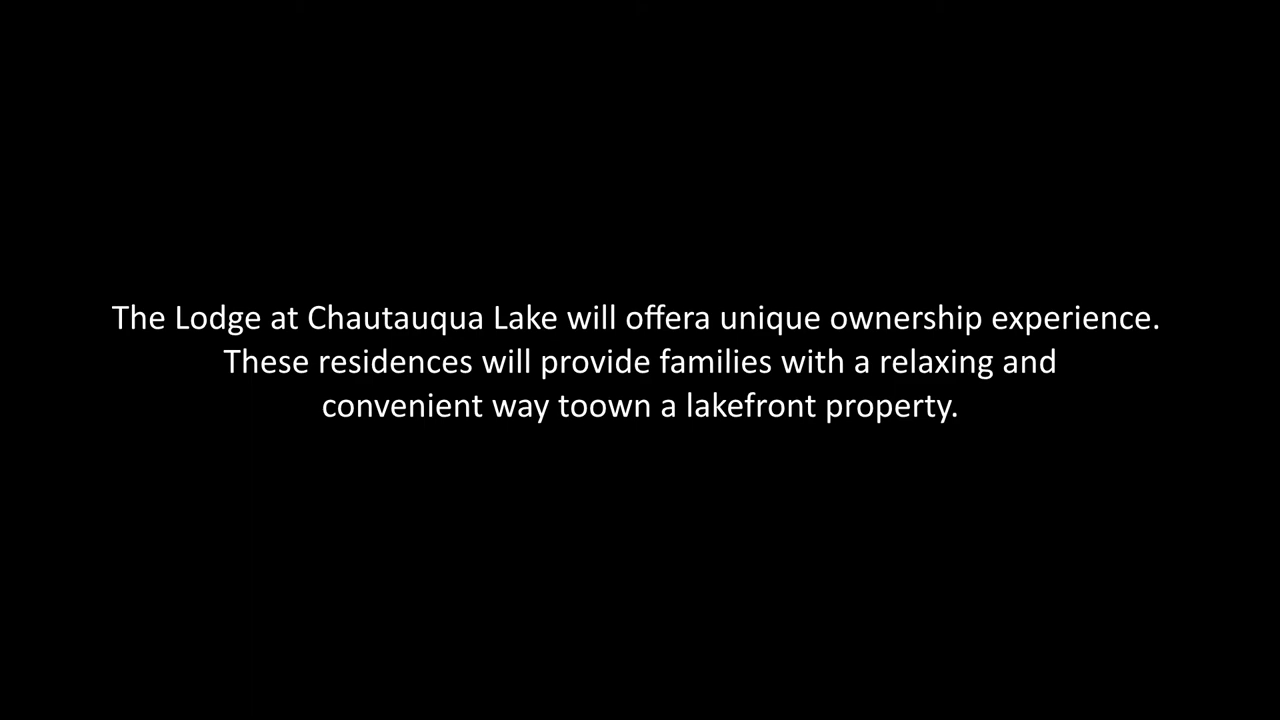 The Lodge at Chautauqua Lake will offera unique ownership experience.
These residences will provide families with a relaxing and
convenient way toown a lakefront property.